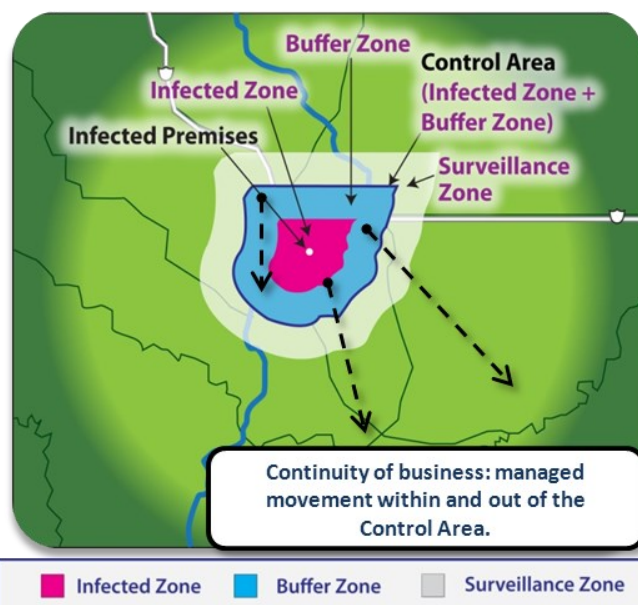 Buffer Zone
Control Area
(Infected Zone +
Buffer Zone)
Infected Zone
Infected Premises
Surveillance
Zone
Continuity of business: managed
movement within and out of the
Control Area.
Infected Zone
Buffer Zone
Surveillance Zone